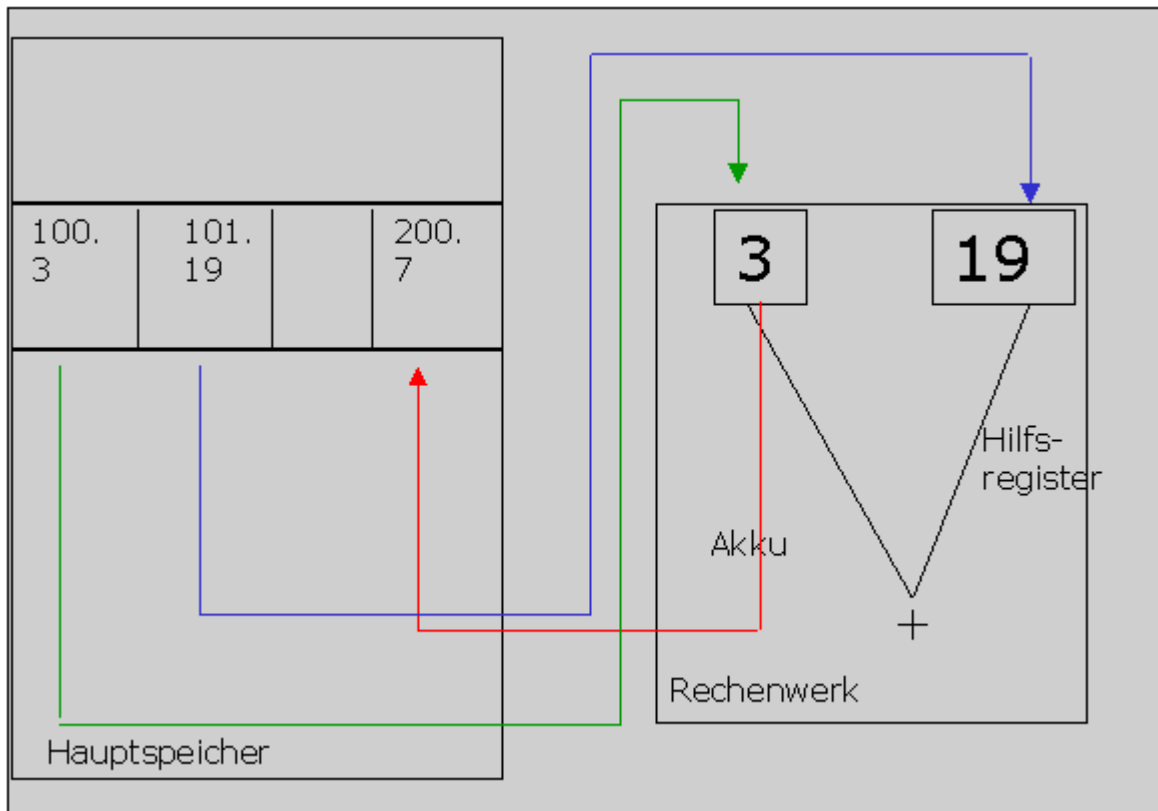 100.
3
101.
19
200.
7
3
19
Hilfs-
register
Akku
+
Rechenwerk
Hauptspeicher